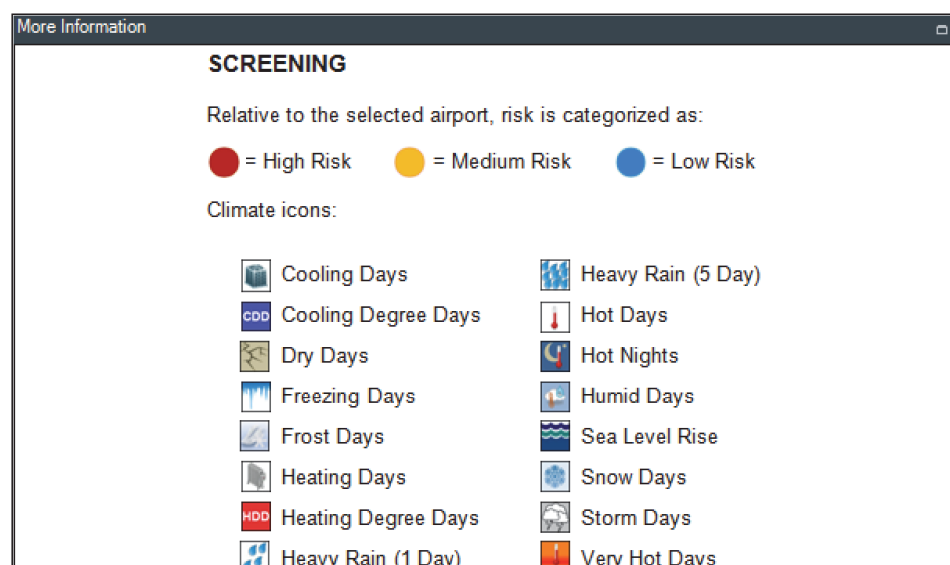 More Information
SCREENING
Relative to the selected airport, risk is categorized as:
= High Risk = Medium Risk = Low Risk
Climate icons:
Cooling Days Heavy Rain (5 Day)
CDD Cooling Degree Days Hot Days
Dry Days Hot Nights
Freezing Days Humid Days
Frost Days Sea Level Rise
Heating Days Snow Days
HDD Heating Degree Days Storm Days
Heavy Rain (1 Day) Very Hot Days